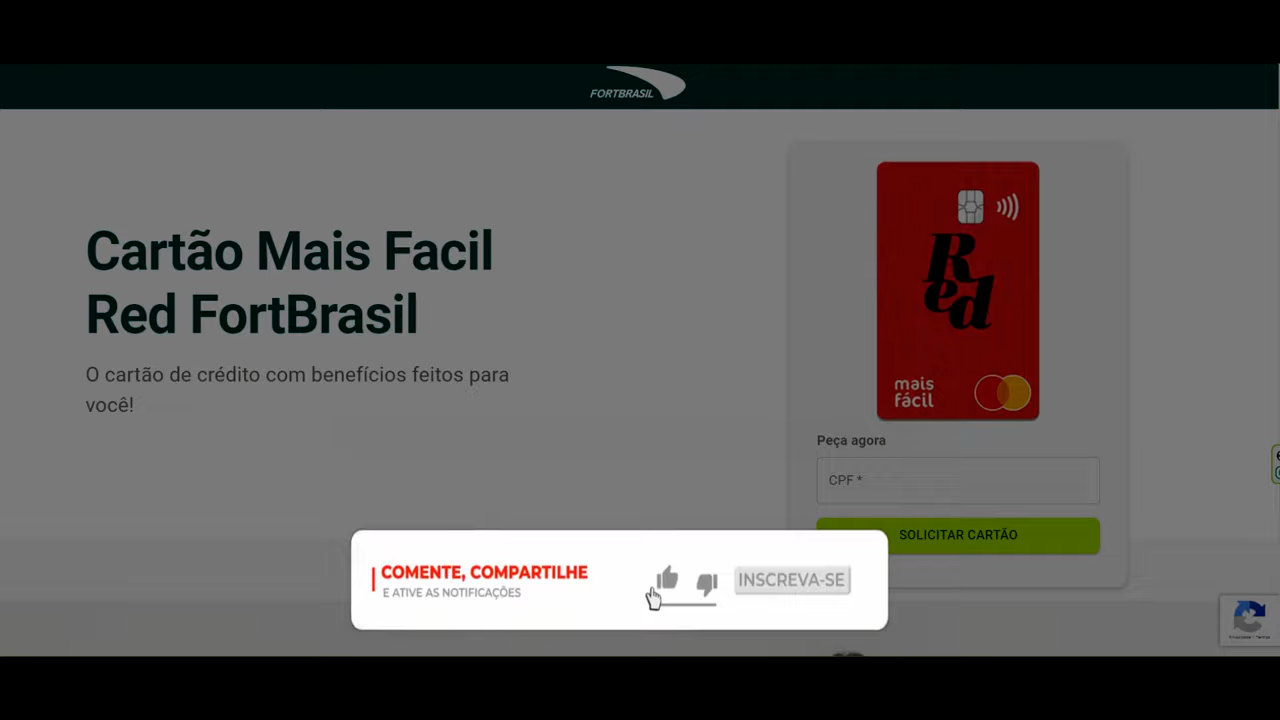 FORTBRASIL
Cartão Mais Facil
Red FortBrasil
O cartão de crédito com benefícios feitos para
você!
Red
mais
fácil
Peça agora
CPF *
SOLICITAR CARTÃO
COMENTE, COMPARTILHE
E ATIVE AS NOTIFICAÇÕES
INSCREVA-SE